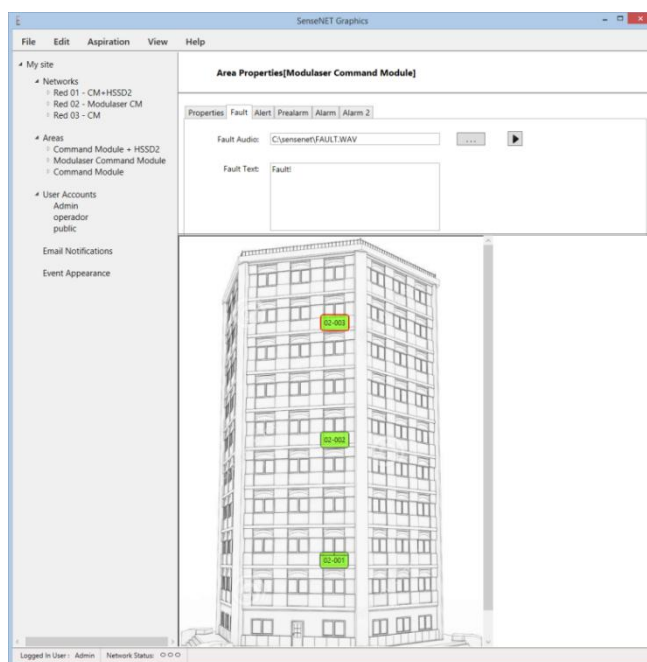 SenseNET Graphics
File Edit Aspiration View Help
My site
Networks
Red 01 - CM+HSSD2
Red 02 - Modulaser CM
Red 03 - CM
Areas
Command Module + HSSD2
Modulaser Command Module
Command Module
User Accounts
Admin
operador
public
Email Notifications
Event Appearance
Area Properties[Modulaser Command Module]
Properties Fault Alert Prealarm Alarm Alarm 2
Fault Audio: C:\sensenet\FAULT.WAV ...
Fault Text: Fault!
02-003
02-002
02-001
Logged In User : Admin Network Status: